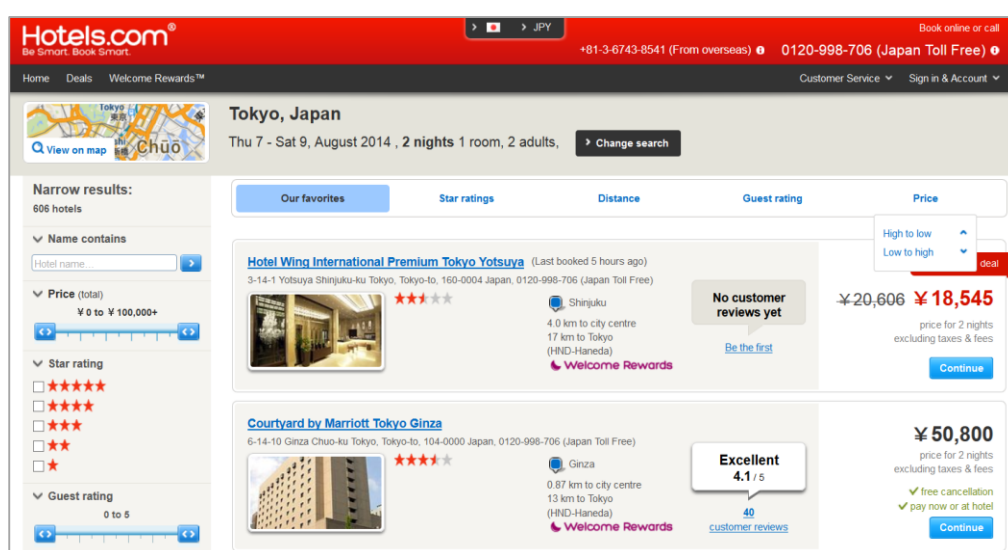 Hotels.com®
Be Smart. Book Smart.
JPY
Book online or call
+81-3-6743-8541 (From overseas)
0120-998-706 (Japan Toll Free)
Home Deals Welcome Rewards™
Customer Service Sign in & Account
Tokyo
東京
Chūō
View on map
Tokyo, Japan
Thu 7 - Sat 9, August 2014 , 2 nights 1 room, 2 adults,
Change search
Narrow results:
606 hotels
Our favorites Star ratings Distance Guest rating Price
High to low
Low to high
deal
Name contains
Hotel name...
Price (total)
¥ 0 to ¥ 100,000+
Star rating
Guest rating
0 to 5
Hotel Wing International Premium Tokyo Yotsuya (Last booked 5 hours ago)
3-14-1 Yotsuya Shinjuku-ku Tokyo, Tokyo-to, 160-0004 Japan, 0120-998-706 (Japan Toll Free)
Shinjuku
4.0 km to city centre
17 km to Tokyo
(HND-Haneda)
Welcome Rewards
No customer
reviews yet
Be the first
¥20,606 ¥18,545
price for 2 nights
excluding taxes & fees
Continue
Courtyard by Marriott Tokyo Ginza
6-14-10 Ginza Chuo-ku Tokyo, Tokyo-to, 104-0000 Japan, 0120-998-706 (Japan Toll Free)
Ginza
0.87 km to city centre
13 km to Tokyo
(HND-Haneda)
Welcome Rewards
Excellent
4.1 / 5
40
customer reviews
¥50,800
price for 2 nights
excluding taxes & fees
free cancellation
pay now or at hotel
Continue